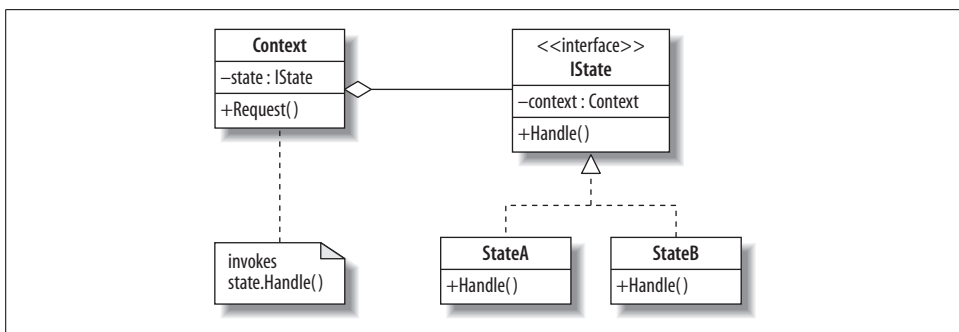 Context
–state : IState
+Request()
<<interface>>
IState
–context : Context
+Handle()
invokes
state.Handle()
StateA
+Handle()
StateB
+Handle()